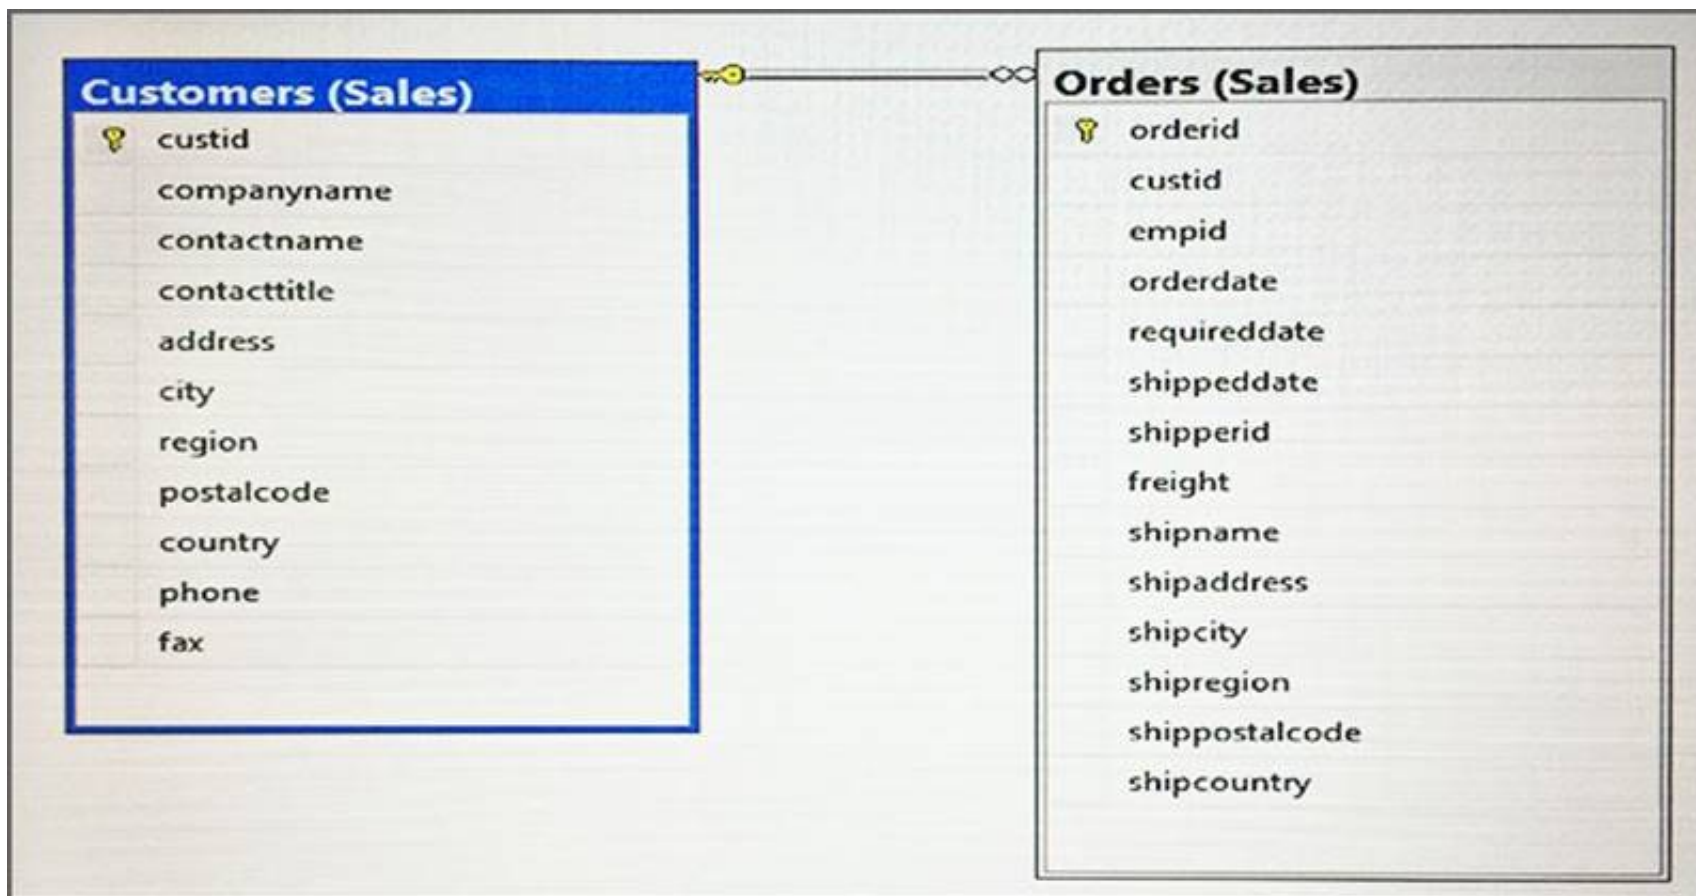 Customers (Sales)
custid
companyname
contactname
contacttitle
address
city
region
postalcode
country
phone
fax
Orders (Sales)
orderid
custid
empid
orderdate
requireddate
shippeddate
shipperid
freight
shipname
shipaddress
shipcity
shipregion
shippostalcode
shipcountry